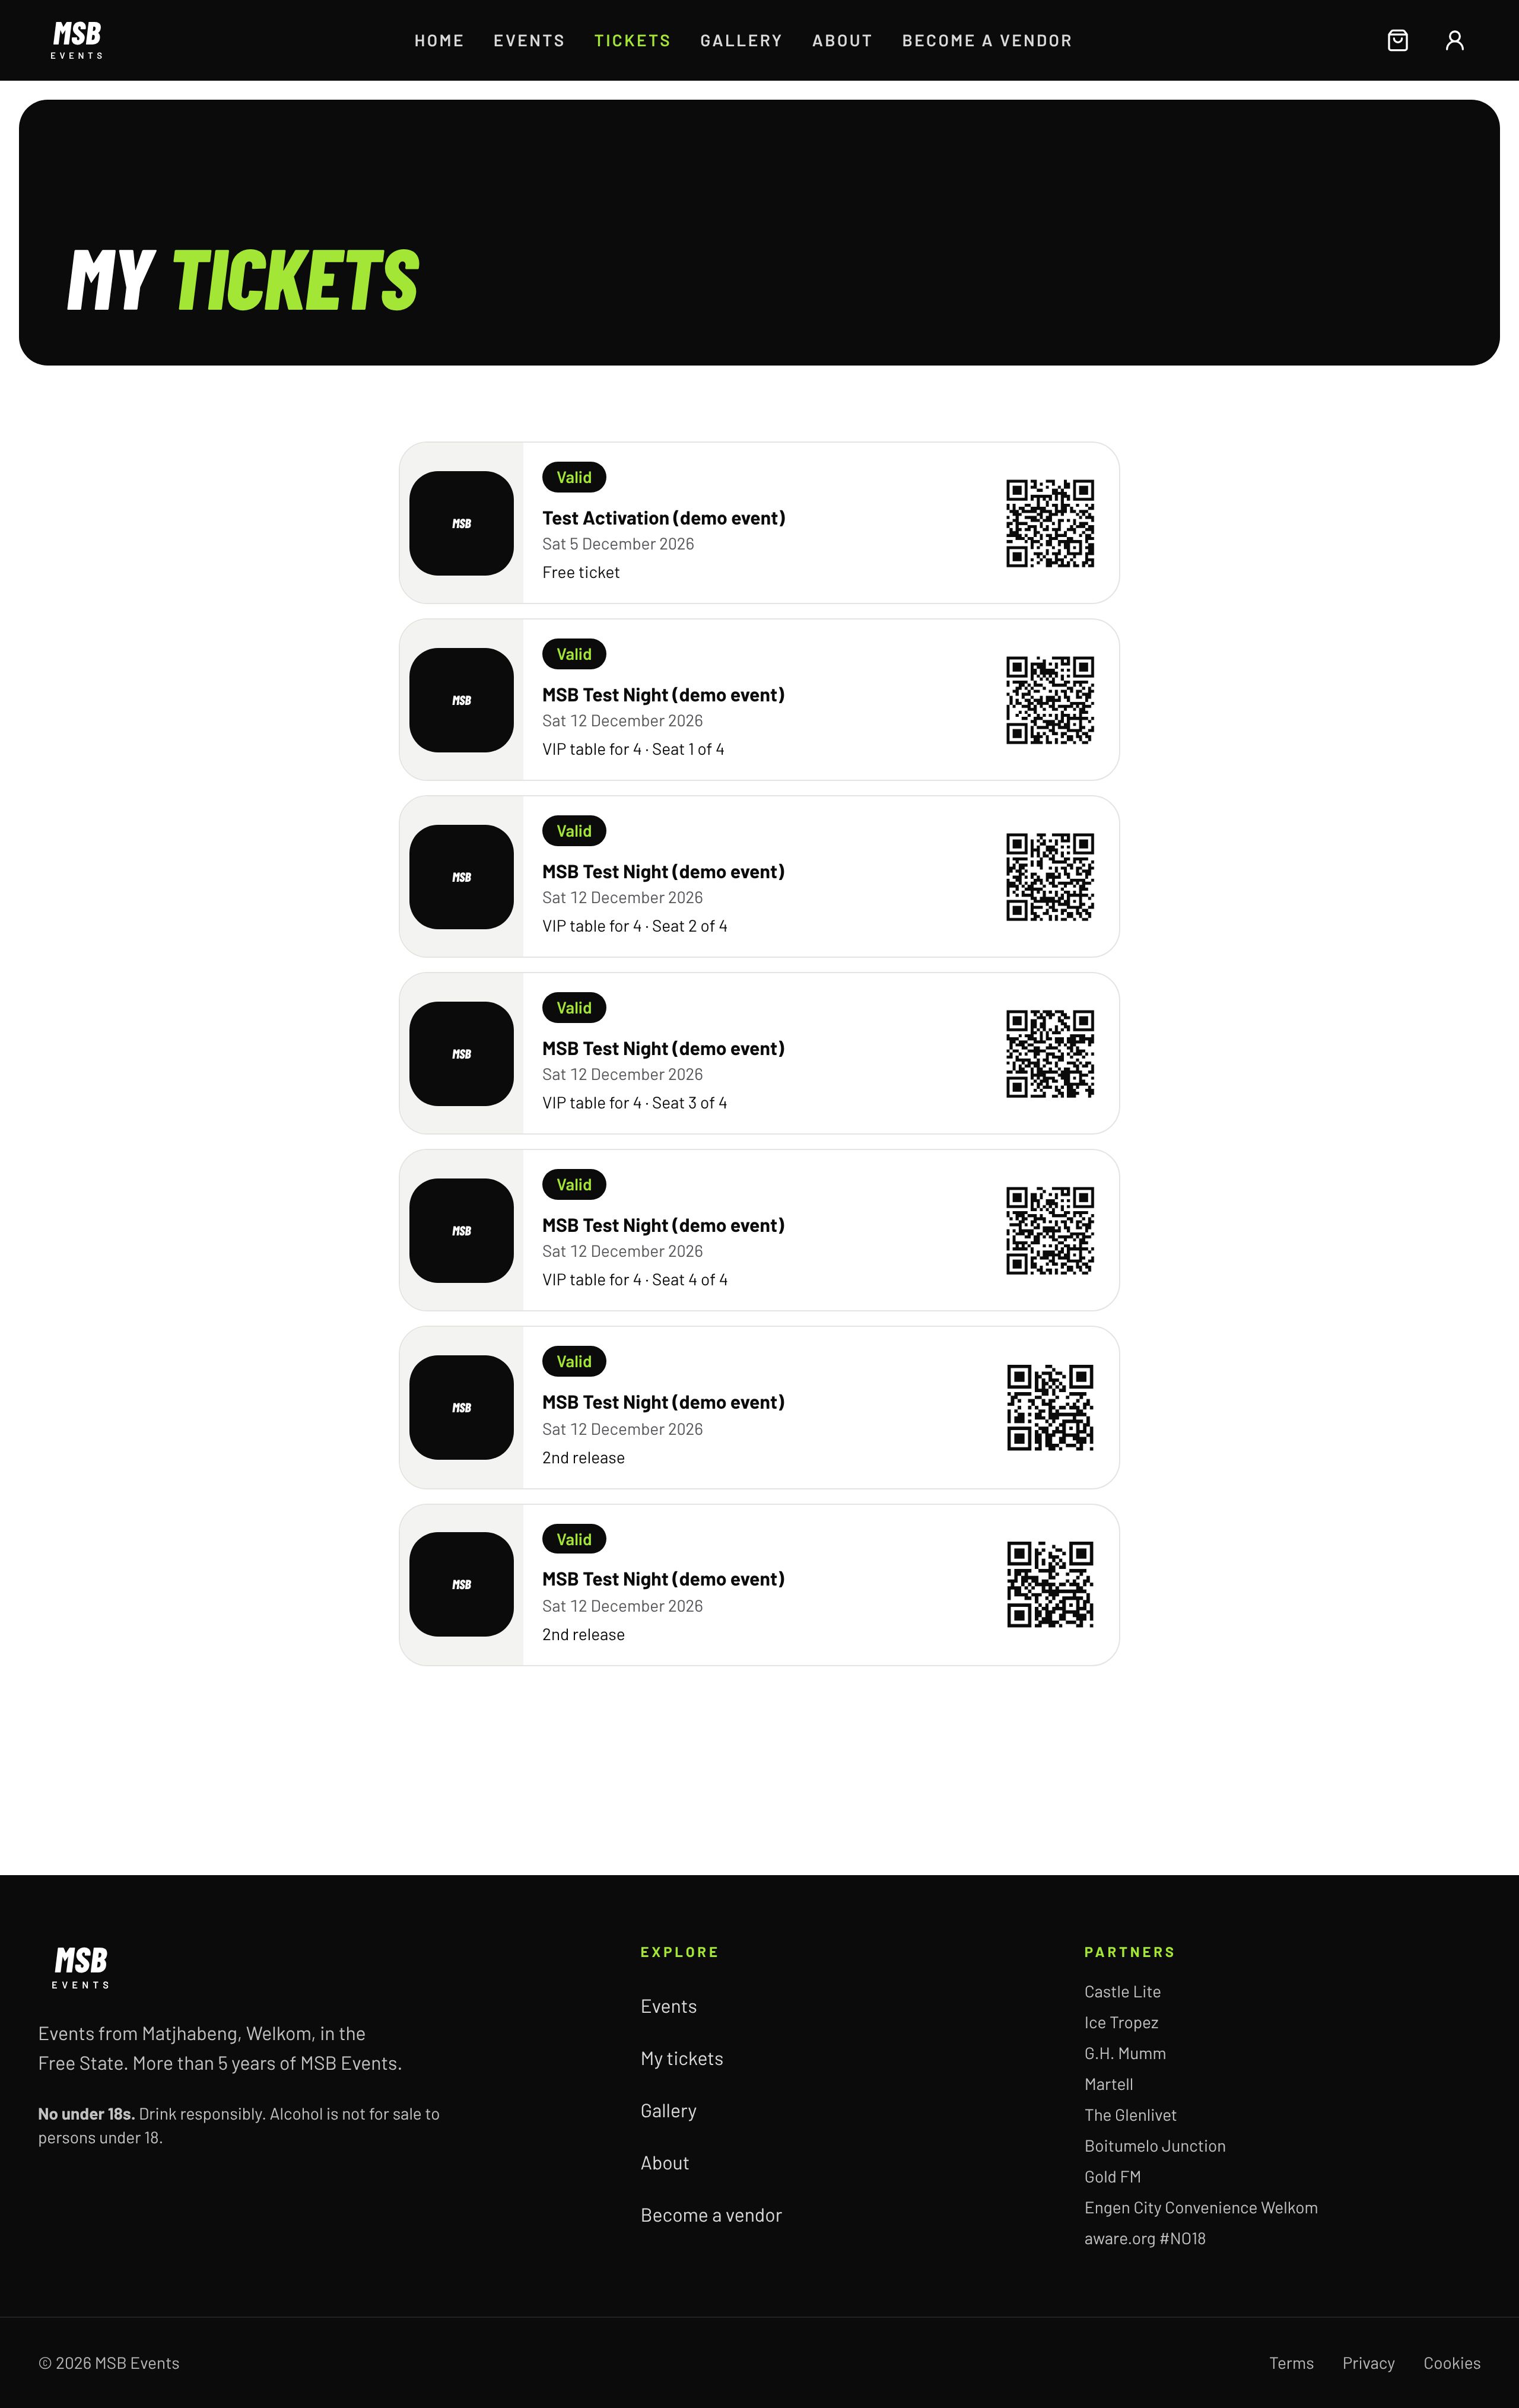 MSB
EVENTS
HOME EVENTS TICKETS GALLERY ABOUT BECOME A VENDOR
MY TICKETS
MSB
Valid
Test Activation (demo event)
Sat 5 December 2026
Free ticket
MSB
Valid
MSB Test Night (demo event)
Sat 12 December 2026
VIP table for 4 · Seat 1 of 4
MSB
Valid
MSB Test Night (demo event)
Sat 12 December 2026
VIP table for 4 · Seat 2 of 4
MSB
Valid
MSB Test Night (demo event)
Sat 12 December 2026
VIP table for 4 · Seat 3 of 4
MSB
Valid
MSB Test Night (demo event)
Sat 12 December 2026
VIP table for 4 · Seat 4 of 4
MSB
Valid
MSB Test Night (demo event)
Sat 12 December 2026
2nd release
MSB
Valid
MSB Test Night (demo event)
Sat 12 December 2026
2nd release
MSB
EVENTS
Events from Matjhabeng, Welkom, in the
Free State. More than 5 years of MSB Events.
No under 18s. Drink responsibly. Alcohol is not for sale to
persons under 18.
EXPLORE
Events
My tickets
Gallery
About
Become a vendor
PARTNERS
Castle Lite
Ice Tropez
G.H. Mumm
Martell
The Glenlivet
Boitumelo Junction
Gold FM
Engen City Convenience Welkom
aware.org #NO18
© 2026 MSB Events
Terms Privacy Cookies